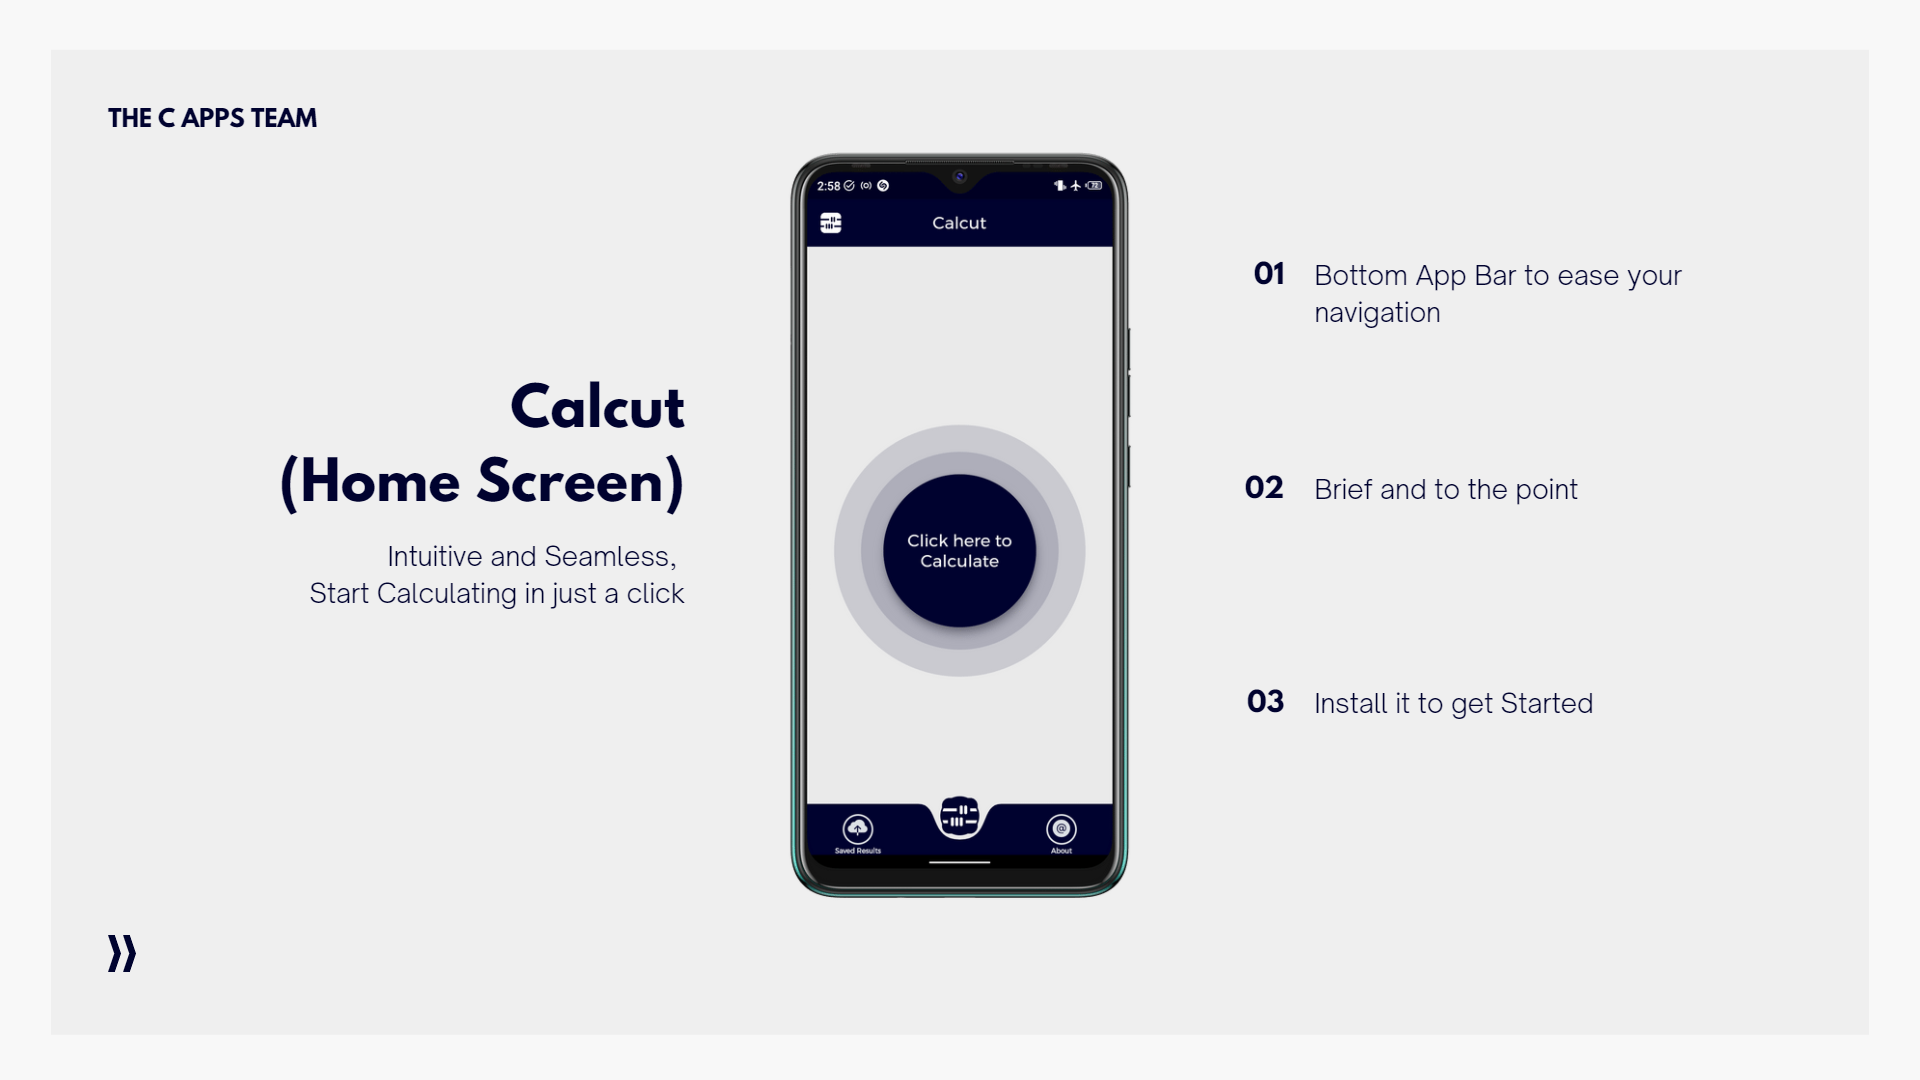 THE C APPS TEAM
Calcut
(Home Screen)
Intuitive and Seamless,
Start Calculating in just a click
2:58
72
Calcut
Click here to
Calculate
Saved Results
@
About
01 Bottom App Bar to ease your
navigation
02 Brief and to the point
03 Install it to get Started